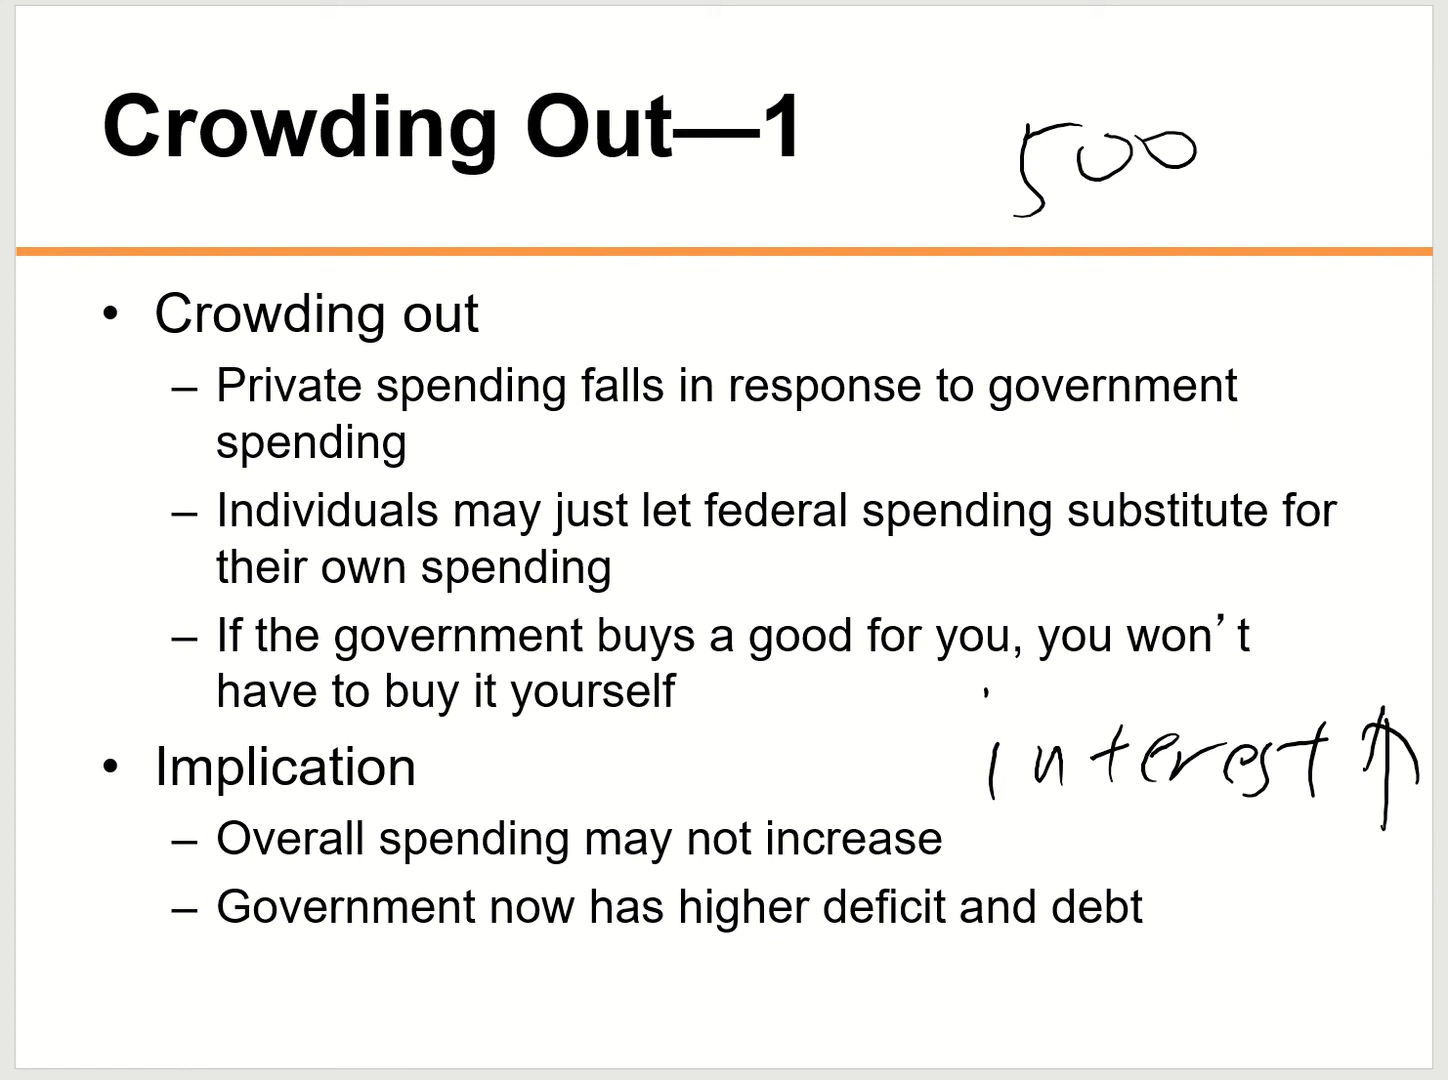 Crowding Out—1
500
• Crowding out
– Private spending falls in response to government
spending
– Individuals may just let federal spending substitute for
their own spending
– If the government buys a good for you, you won’t
have to buy it yourself
interest ↑
• Implication
– Overall spending may not increase
– Government now has higher deficit and debt